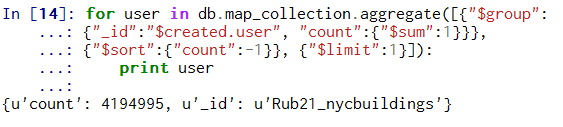 In [14]: for user in db.map_collection.aggregate([{"$group":
...: {"_id":"$created.user", "count":{"$sum":1}}},
...: {"$sort":{"count":-1}}, {"$limit":1}]):
...:     print user
...:
{u'count': 4194995, u'_id': u'Rub21_nycbuildings'}